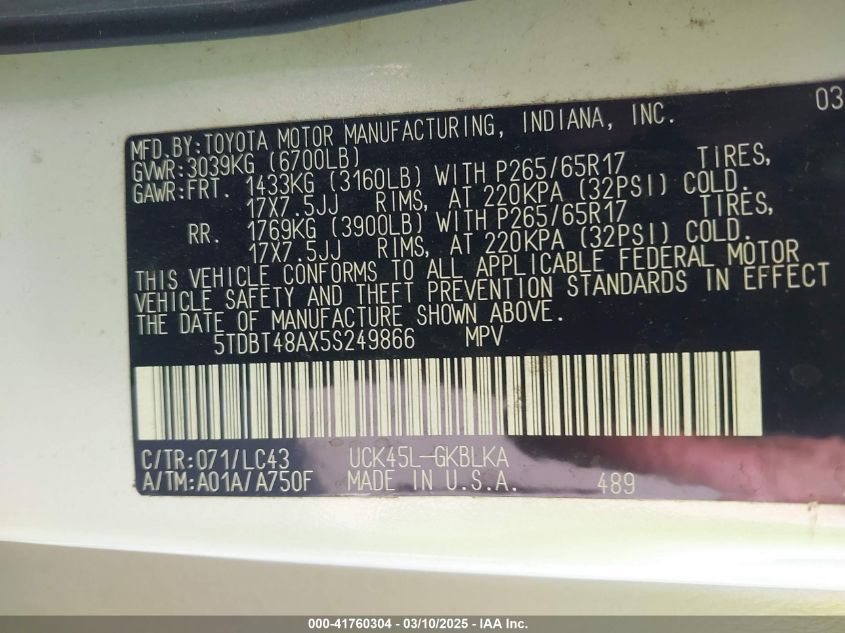 03
MFD.BY:TOYOTA MOTOR MANUFACTURING, INDIANA, INC.
GVWR:3039KG (6700LB)
GAWR:FRT. 1433KG (3160LB) WITH P265/65R17 TIRES,
17X7.5JJ RIMS, AT 220KPA (32PSI) COLD.
RR. 1769KG (3900LB) WITH P265/65R17 TIRES,
17X7.5JJ RIMS, AT 220KPA (32PSI) COLD.
THIS VEHICLE CONFORMS TO ALL APPLICABLE FEDERAL MOTOR
VEHICLE SAFETY AND THEFT PREVENTION STANDARDS IN EFFECT
THE DATE OF MANUFACTURE SHOWN ABOVE.
5TDBT48AX5S249866 MPV
C/TR:071/LC43 UCK45L-GKBLKA
A/TM:A01A/A750F MADE IN U.S.A. 489
000-41760304 — 03/10/2025 — IAA Inc.